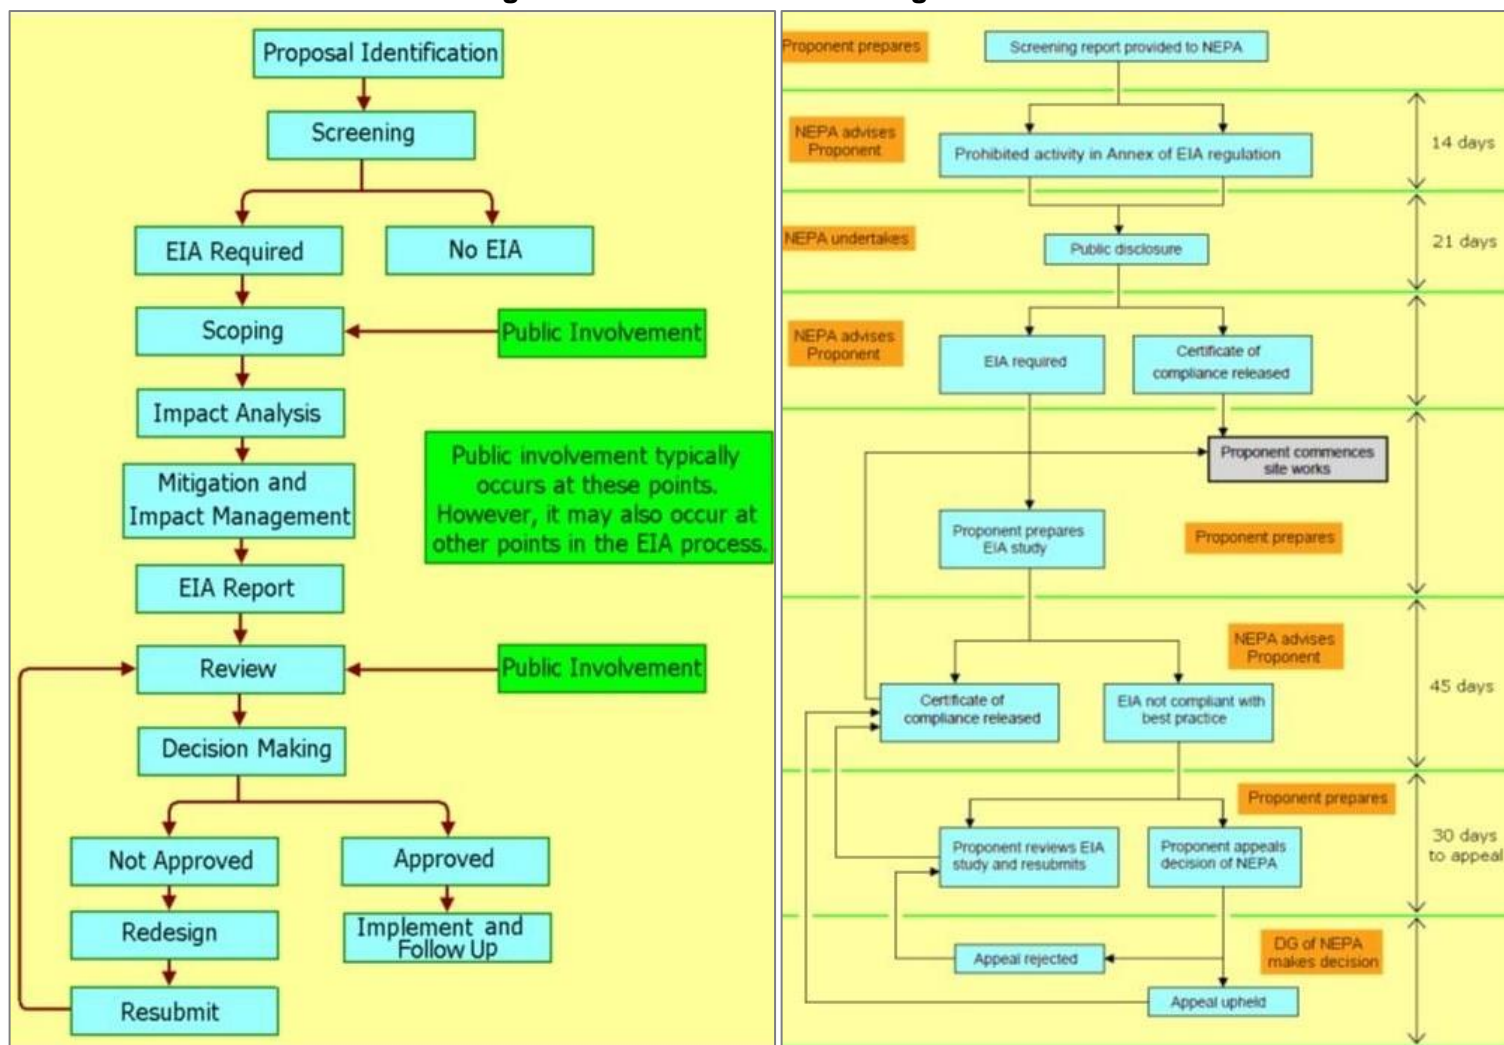 Proposal Identification
Screening
EIA Required
No EIA
Scoping
Public Involvement
Impact Analysis
Public involvement typically
occurs at these points.
However, it may also occur at
other points in the EIA process.
Mitigation and
Impact Management
EIA Report
Review
Public Involvement
Decision Making
Not Approved
Approved
Redesign
Implement and
Follow Up
Resubmit
Proponent prepares
Screening report provided to NEPA
NEPA advises
Proponent
Prohibited activity in Annex of EIA regulation
14 days
NEPA undertakes
Public disclosure
21 days
NEPA advises
Proponent
EIA required
Certificate of
compliance released
Proponent commences
site works
Proponent prepares
EIA study
Proponent prepares
NEPA advises
Proponent
Certificate of
compliance released
EIA not compliant with
best practice
45 days
Proponent prepares
Proponent reviews EIA
study and resubmits
Proponent appeals
decision of NEPA
30 days
to appeal
DG of NEPA
makes decision
Appeal rejected
Appeal upheld